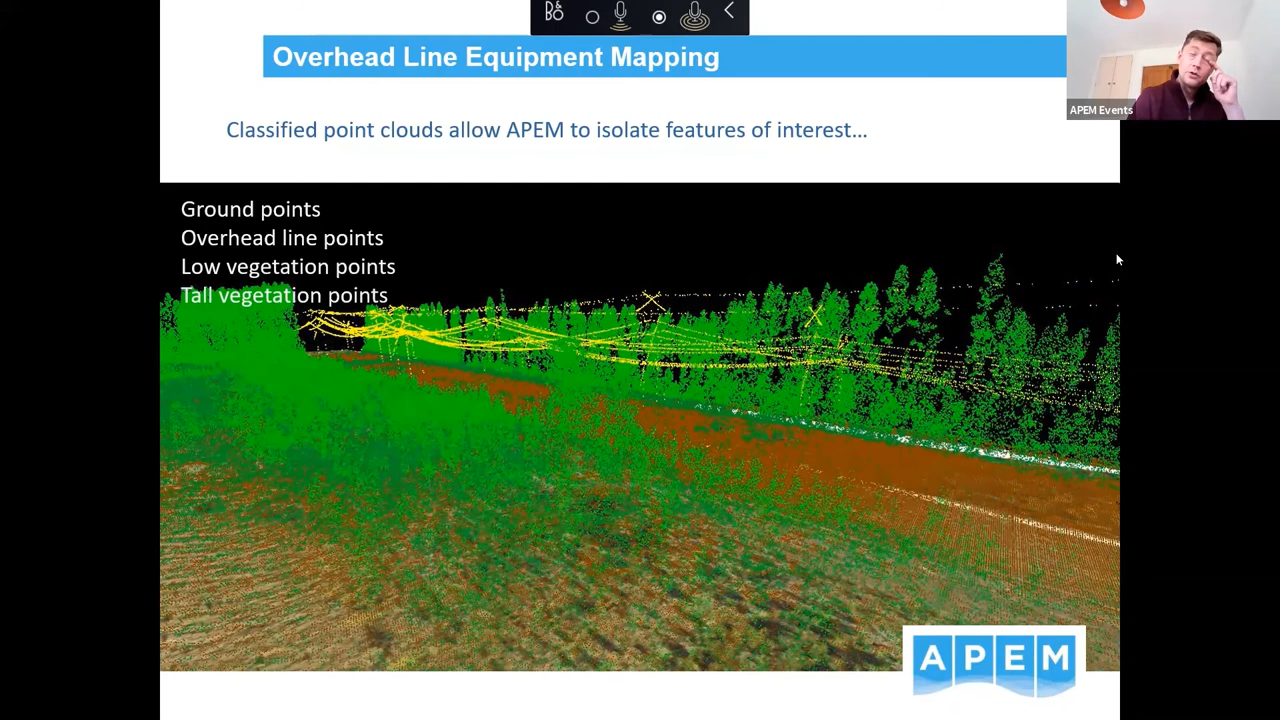 B&O
Overhead Line Equipment Mapping
APEM Events
Classified point clouds allow APEM to isolate features of interest…
Ground points
Overhead line points
Low vegetation points
Tall vegetation points
APEM